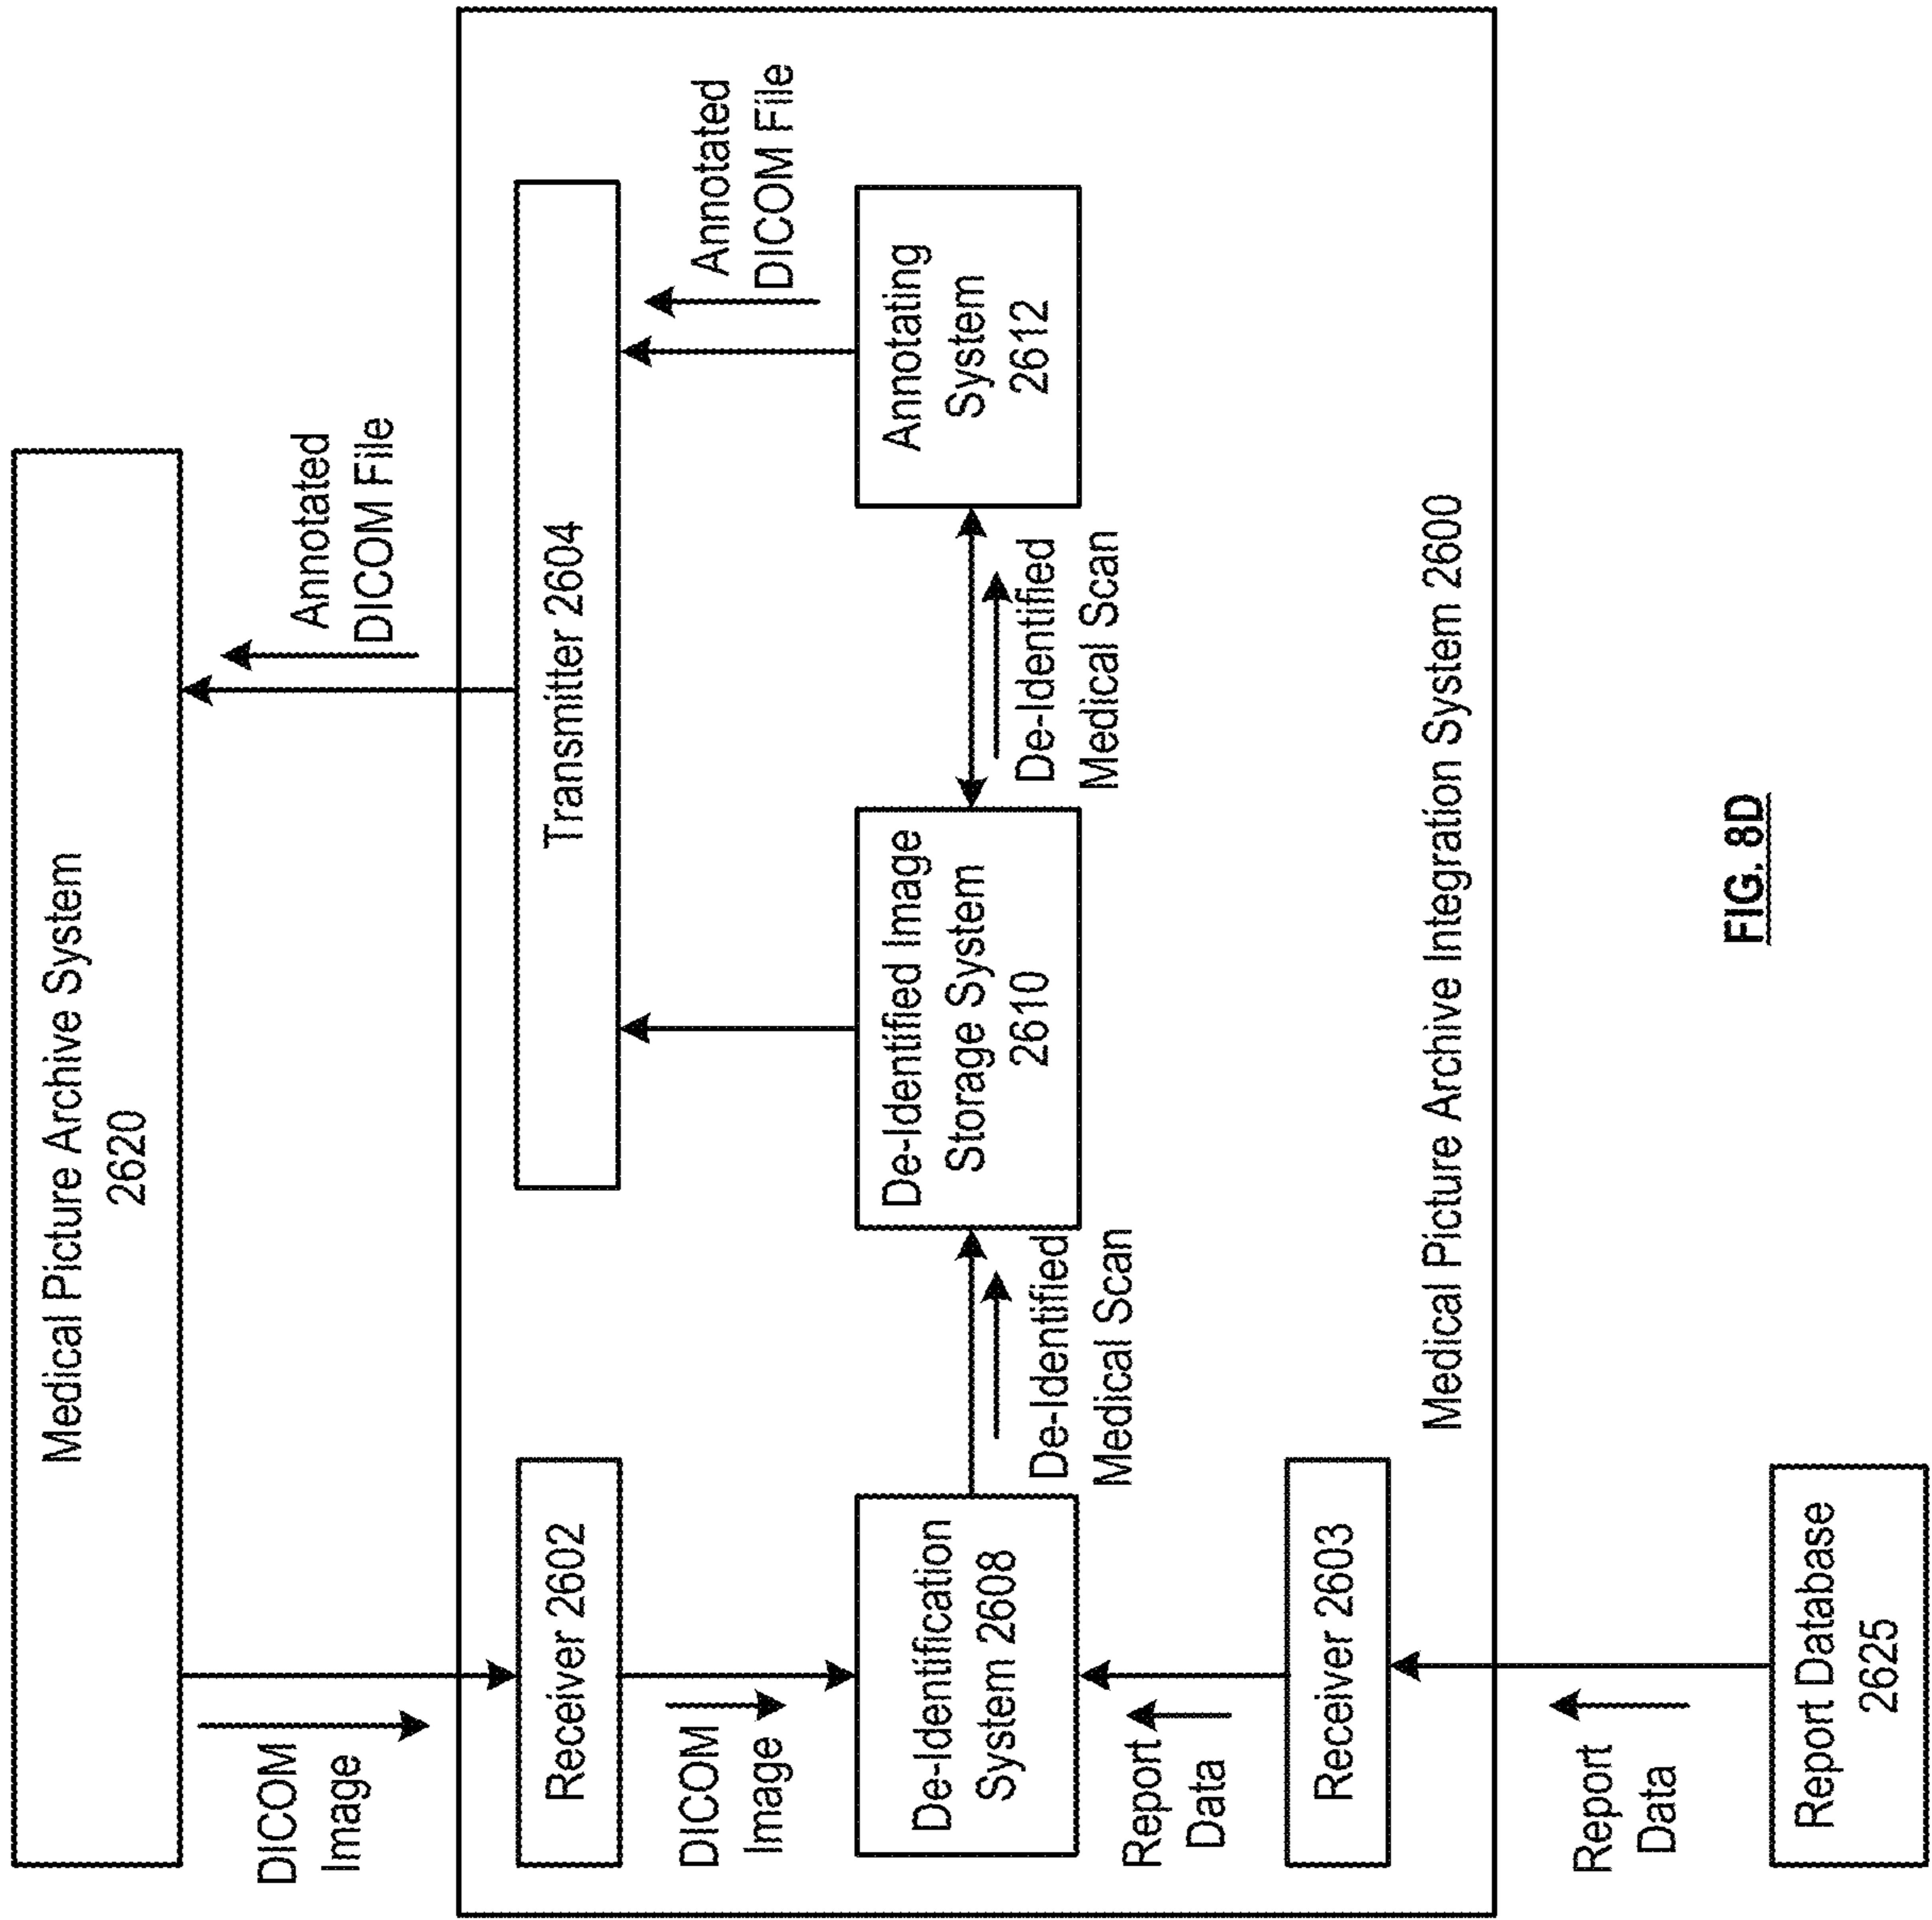 Medical Picture Archive System
2620
DICOM
Image
Annotated
DICOM File
Receiver 2602
Transmitter 2604
DICOM
Image
Annotated
DICOM File
De-Identification
System 2608
De-Identified
Medical Scan
De-Identified Image
Storage System
2610
De-Identified
Medical Scan
Annotating
System
2612
Report
Data
Receiver 2603
Medical Picture Archive Integration System 2600
Report
Data
Report Database
2625
FIG. 8D